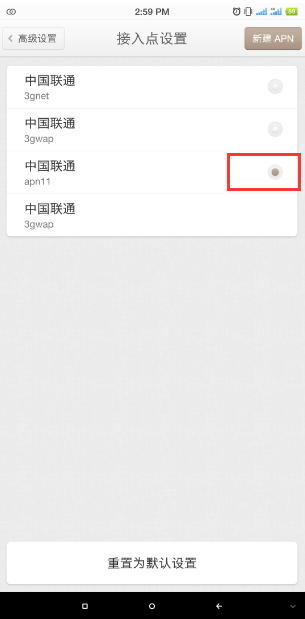 2:59 PM
59
高级设置
接入点设置
新建 APN
中国联通
3gnet
中国联通
3gwap
中国联通
apn11
中国联通
3gwap
重置为默认设置